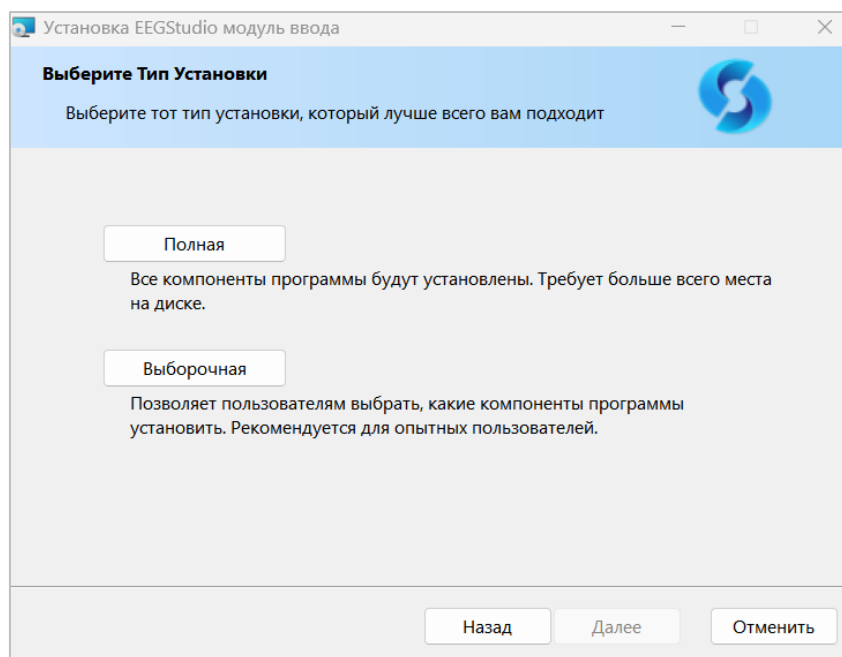 Установка EEGStudio модуль ввода
Выберите Тип Установки
Выберите тот тип установки, который лучше всего вам подходит
Полная
Все компоненты программы будут установлены. Требует больше всего места
на диске.
Выборочная
Позволяет пользователям выбрать, какие компоненты программы
установить. Рекомендуется для опытных пользователей.
Назад
Далее
Отменить